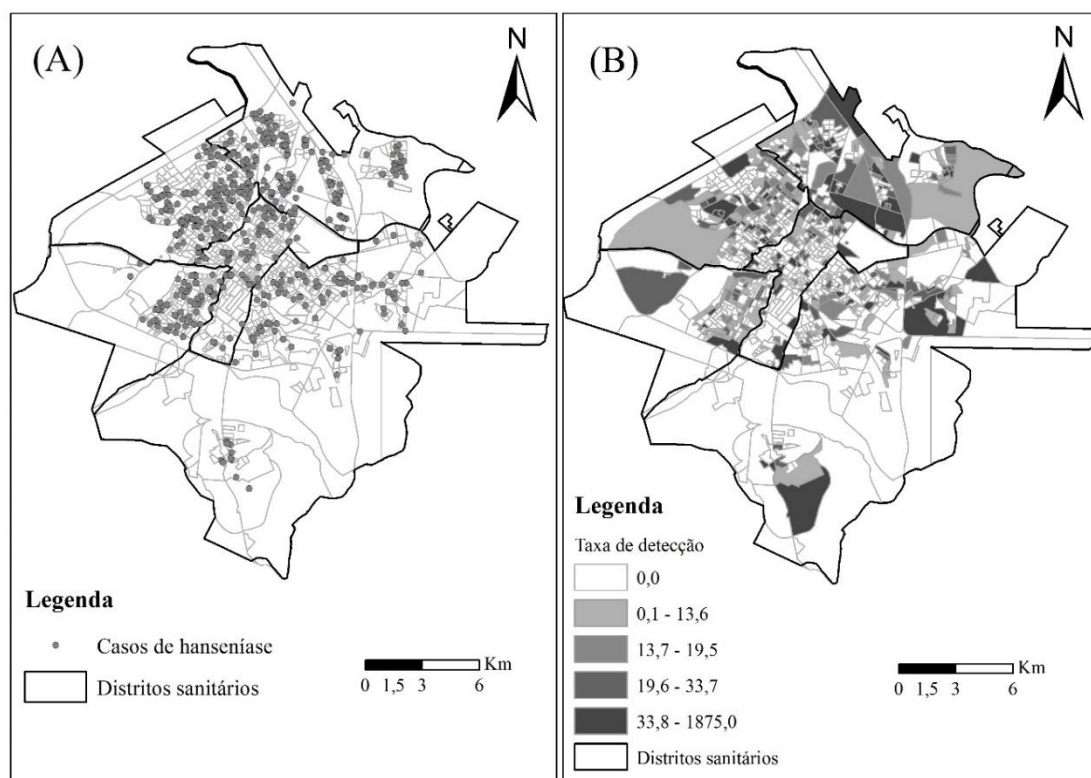 (A)
N
Legenda
Casos de hanseníase
Distritos sanitários
Km
0 1,5 3 6
(B)
N
Legenda
Taxa de detecção
0,0
0,1 - 13,6
13,7 - 19,5
19,6 - 33,7
33,8 - 1875,0
Distritos sanitários
Km
0 1,5 3 6